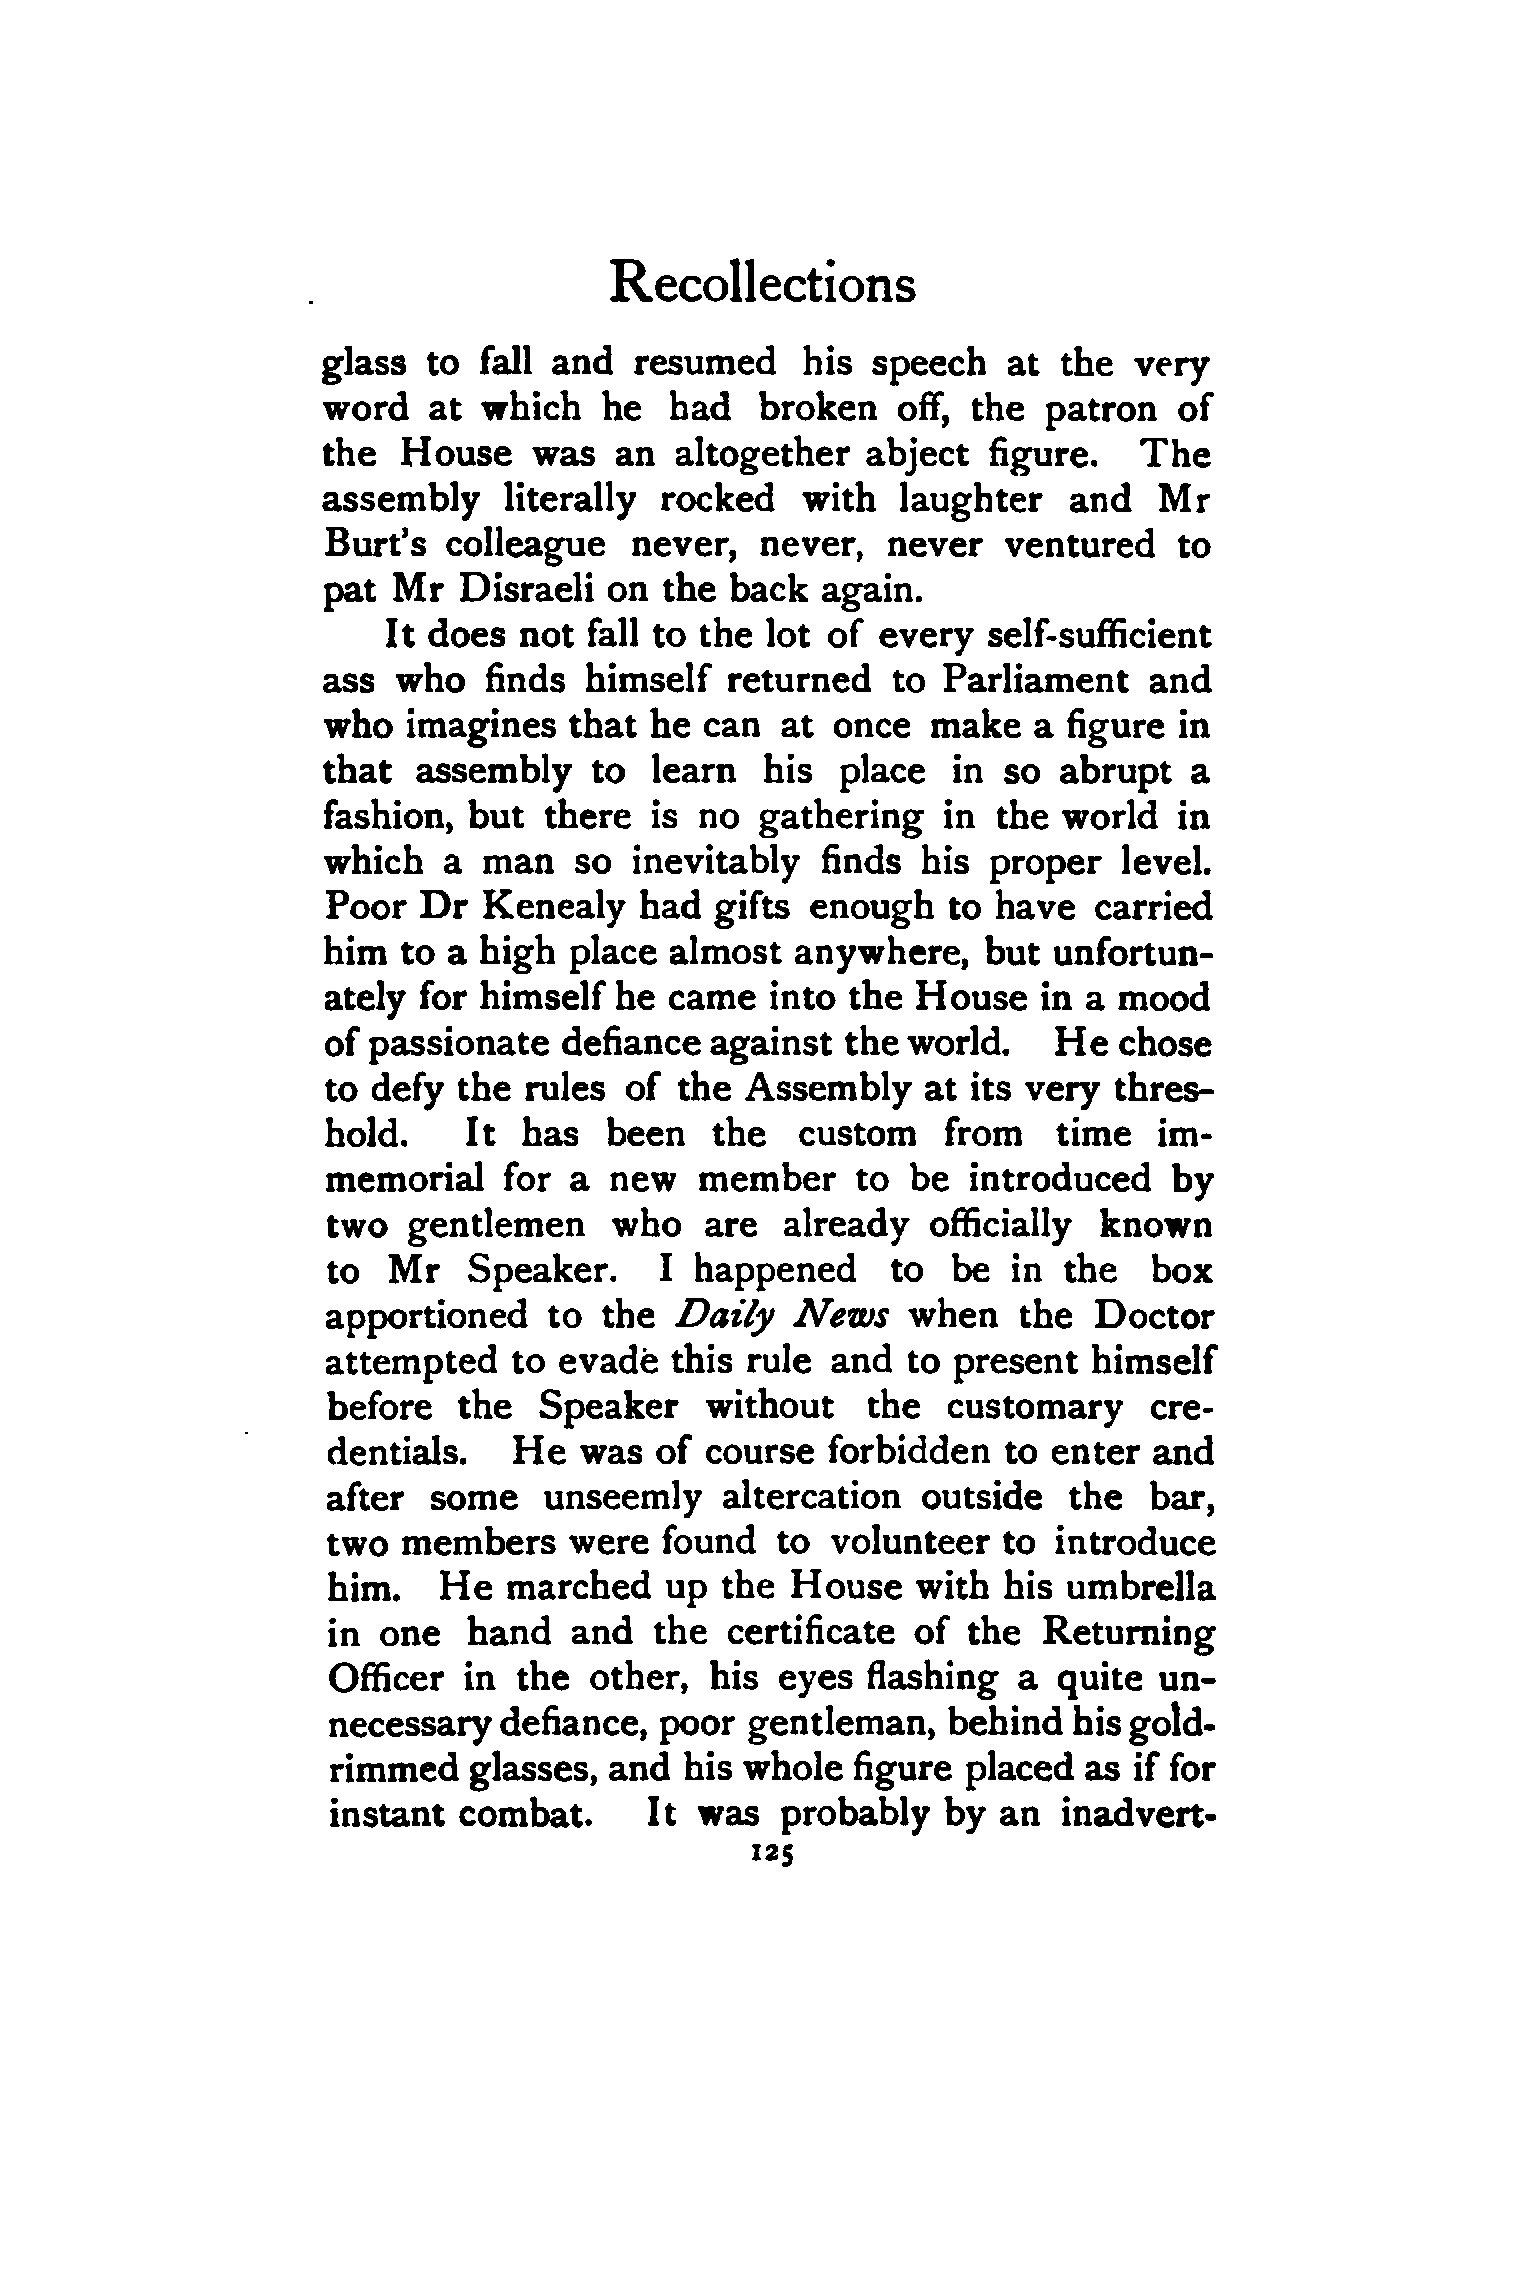 Recollections
glass to fall and resumed his speech at the very
word at which he had broken off, the patron of
the House was an altogether abject figure. The
assembly literally rocked with laughter and Mr
Burt's colleague never, never, never ventured to
pat Mr Disraeli on the back again.
It does not fall to the lot of every self-sufficient
ass who finds himself returned to Parliament and
who imagines that he can at once make a figure in
that assembly to learn his place in so abrupt a
fashion, but there is no gathering in the world in
which a man so inevitably finds his proper level.
Poor Dr Kenealy had gifts enough to have carried
him to a high place almost anywhere, but unfortun-
ately for himself he came into the House in a mood
of passionate defiance against the world. He chose
to defy the rules of the Assembly at its very thres-
hold. It has been the custom from time im-
memorial for a new member to be introduced by
two gentlemen who are already officially known
to Mr Speaker. I happened to be in the box
apportioned to the Daily News when the Doctor
attempted to evade this rule and to present himself
before the Speaker without the customary cre-
dentials. He was of course forbidden to enter and
after some unseemly altercation outside the bar,
two members were found to volunteer to introduce
him. He marched up the House with his umbrella
in one hand and the certificate of the Returning
Officer in the other, his eyes flashing a quite un-
necessary defiance, poor gentleman, behind his gold-
rimmed glasses, and his whole figure placed as if for
instant combat. It was probably by an inadvert-
125